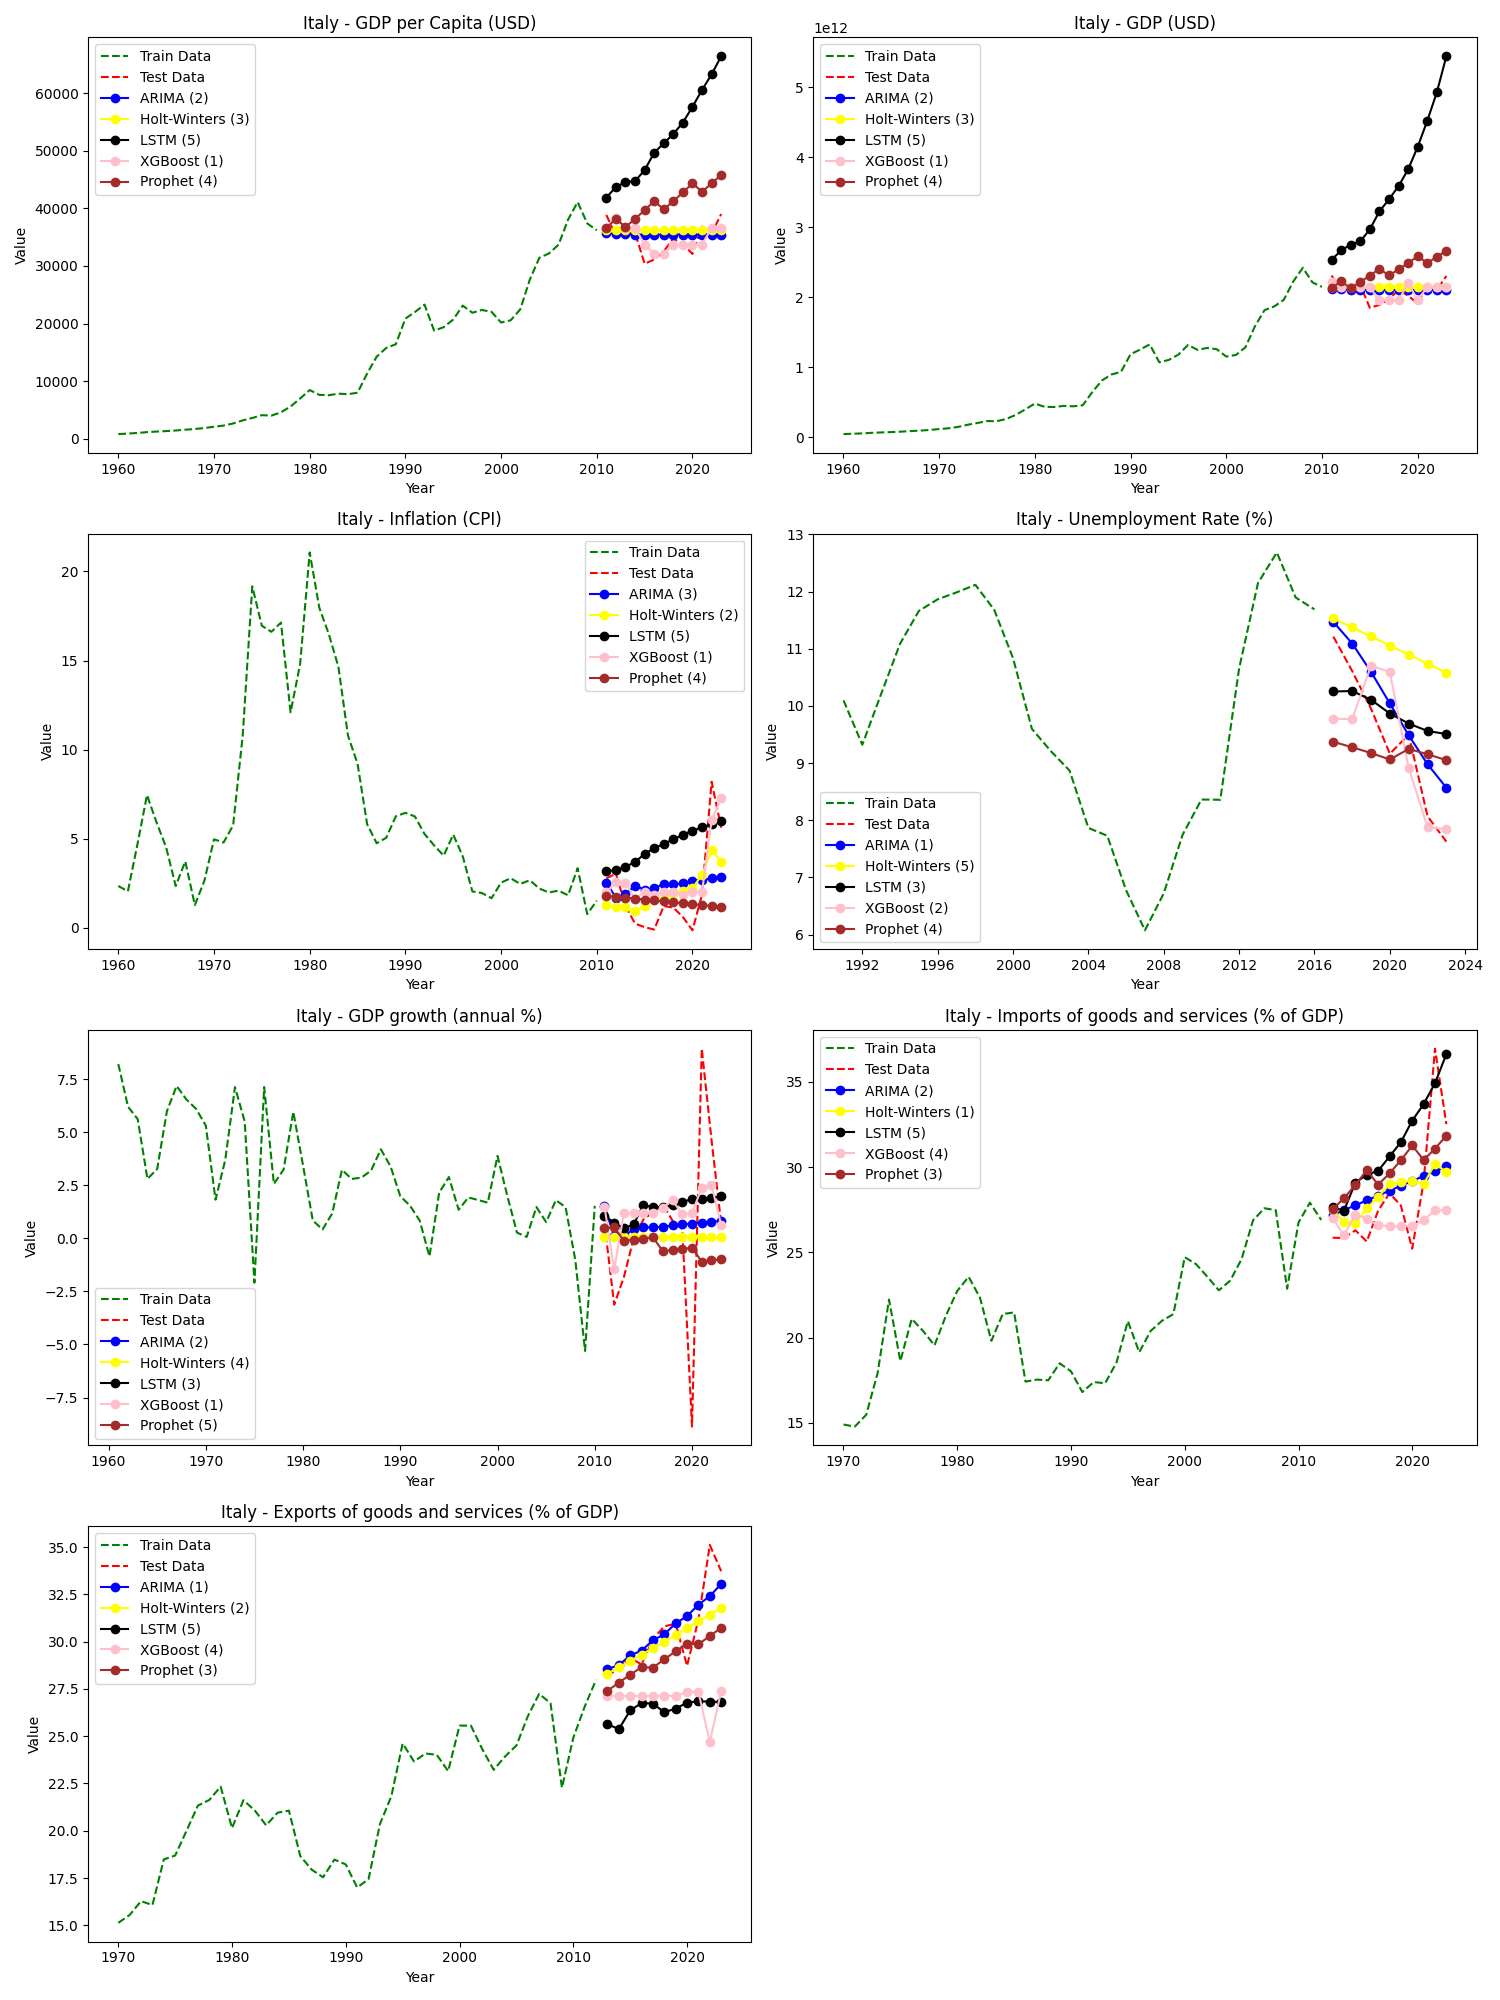 Italy - GDP per Capita (USD)
Value
60000
50000
40000
30000
20000
10000
0
Train Data
Test Data
ARIMA (2)
Holt-Winters (3)
LSTM (5)
XGBoost (1)
Prophet (4)
1960 1970 1980 1990 2000 2010 2020
Year
Italy - GDP (USD)
1e12
Value
5
4
3
2
1
0
Train Data
Test Data
ARIMA (2)
Holt-Winters (3)
LSTM (5)
XGBoost (1)
Prophet (4)
1960 1970 1980 1990 2000 2010 2020
Year
Italy - Inflation (CPI)
Value
20
15
10
5
0
Train Data
Test Data
ARIMA (3)
Holt-Winters (2)
LSTM (5)
XGBoost (1)
Prophet (4)
1960 1970 1980 1990 2000 2010 2020
Year
Italy - Unemployment Rate (%)
Value
13
12
11
10
9
8
7
6
Train Data
Test Data
ARIMA (1)
Holt-Winters (5)
LSTM (3)
XGBoost (2)
Prophet (4)
1992 1996 2000 2004 2008 2012 2016 2020 2024
Year
Italy - GDP growth (annual %)
Value
7.5
5.0
2.5
0.0
−2.5
−5.0
−7.5
Train Data
Test Data
ARIMA (2)
Holt-Winters (4)
LSTM (3)
XGBoost (1)
Prophet (5)
1960 1970 1980 1990 2000 2010 2020
Year
Italy - Imports of goods and services (% of GDP)
Value
35
30
25
20
15
Train Data
Test Data
ARIMA (2)
Holt-Winters (1)
LSTM (5)
XGBoost (4)
Prophet (3)
1970 1980 1990 2000 2010 2020
Year
Italy - Exports of goods and services (% of GDP)
Value
35.0
32.5
30.0
27.5
25.0
22.5
20.0
17.5
15.0
Train Data
Test Data
ARIMA (1)
Holt-Winters (2)
LSTM (5)
XGBoost (4)
Prophet (3)
1970 1980 1990 2000 2010 2020
Year